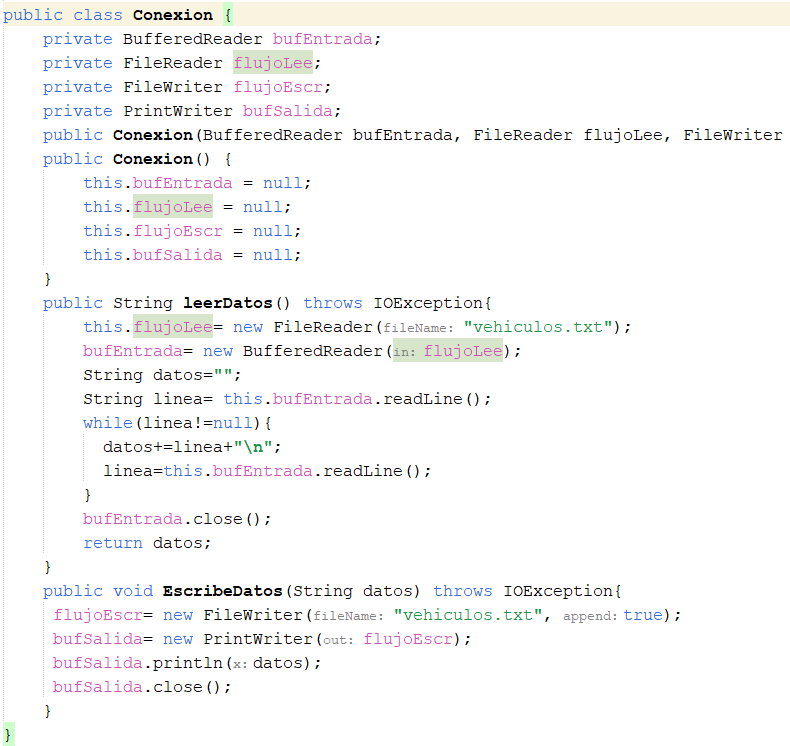 public class Conexion {
private BufferedReader bufEntrada;
private FileReader flujoLee;
private FileWriter flujoEscr;
private PrintWriter bufSalida;
public Conexion(BufferedReader bufEntrada, FileReader flujoLee, FileWriter
public Conexion() {
this.bufEntrada = null;
this.flujoLee = null;
this.flujoEscr = null;
this.bufSalida = null;
}
public String leerDatos() throws IOException{
this.flujoLee= new FileReader(fileName: "vehiculos.txt");
bufEntrada= new BufferedReader(in: flujoLee);
String datos="";
String linea= this.bufEntrada.readLine();
while(linea!=null){
datos+=linea+"\n";
linea=this.bufEntrada.readLine();
}
bufEntrada.close();
return datos;
}
public void EscribeDatos(String datos) throws IOException{
flujoEscr= new FileWriter(fileName: "vehiculos.txt", append: true);
bufSalida= new PrintWriter(out: flujoEscr);
bufSalida.println(x: datos);
bufSalida.close();
}
}